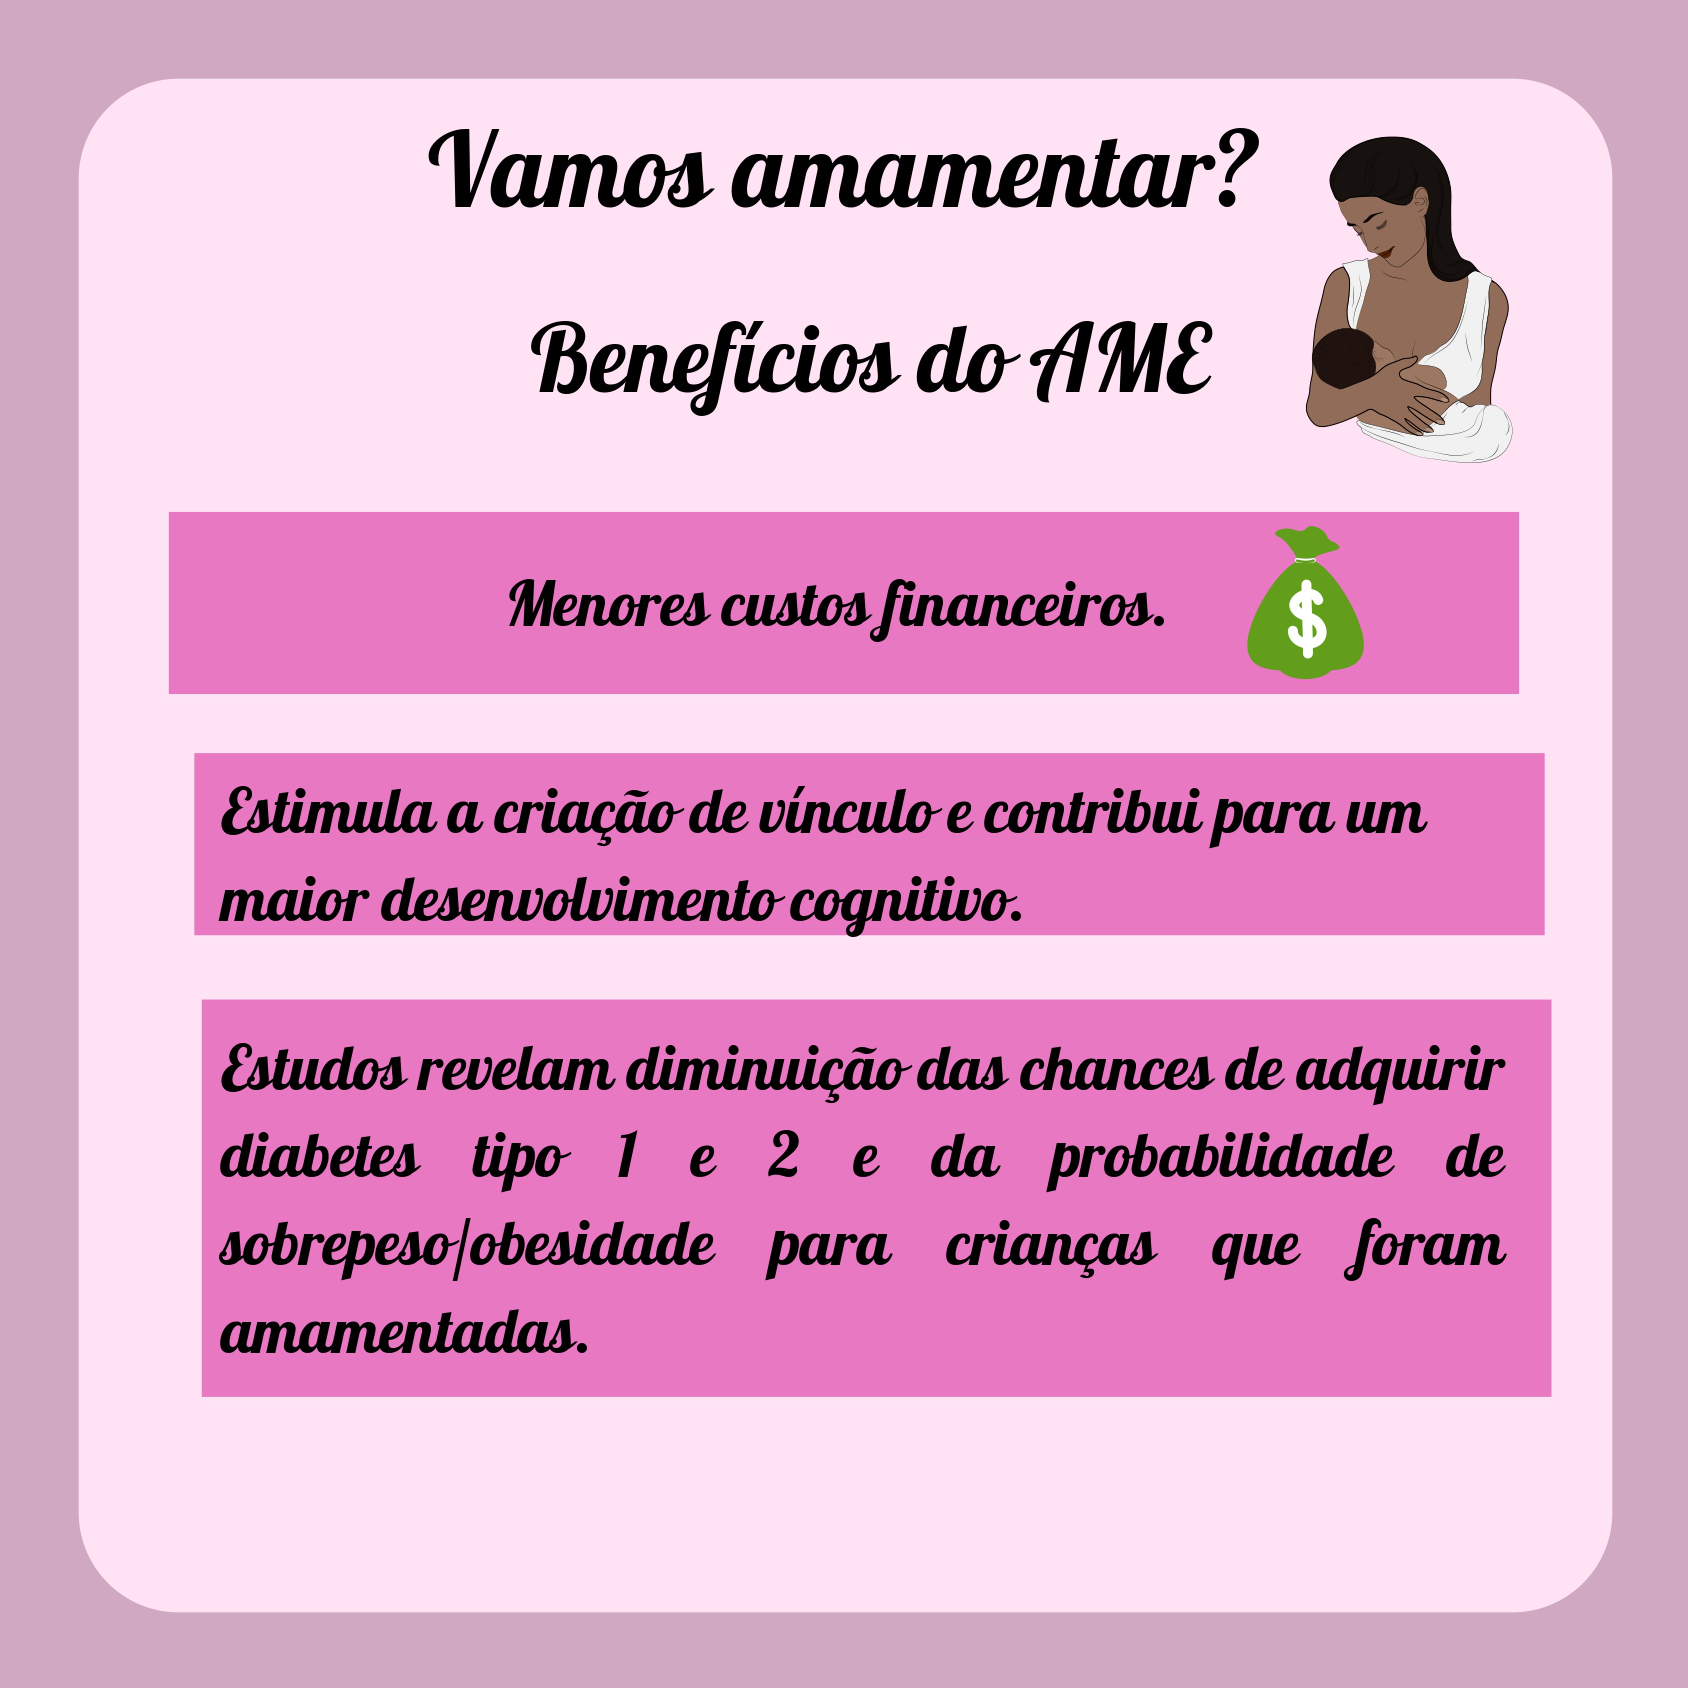 Vamos amamentar?
Benefícios do AME
Menores custos financeiros.
$
Estimula a criação de vínculo e contribui para um
maior desenvolvimento cognitivo.
Estudos revelam diminuição das chances de adquirir
diabetes tipo 1 e 2 e da probabilidade de
sobrepeso/obesidade para crianças que foram
amamentadas.